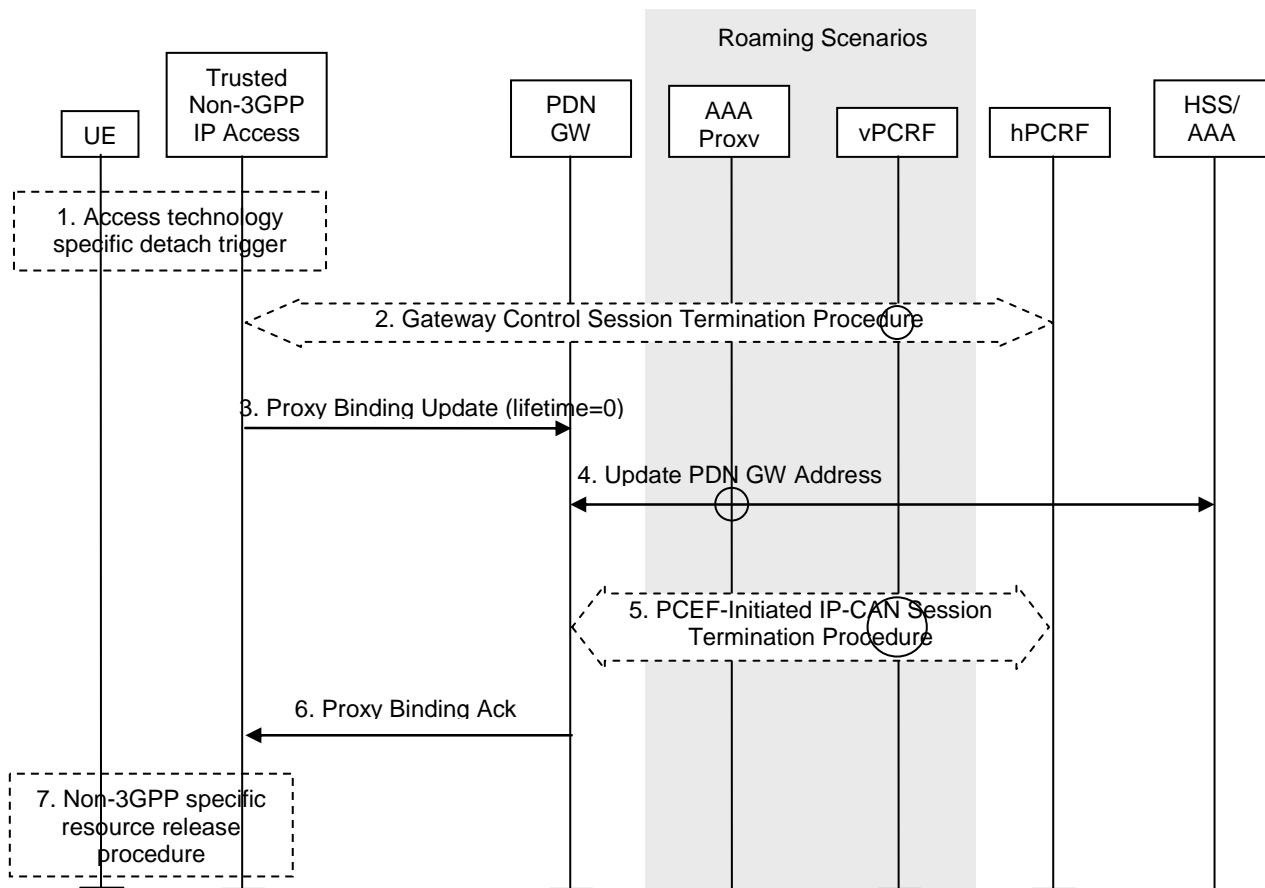 Roaming Scenarios
UE
Trusted
Non-3GPP
IP Access
PDN
GW
AAA
Proxy
vPCRF
hPCRF
HSS/
AAA
1. Access technology
specific detach trigger
2. Gateway Control Session Termination Procedure
3. Proxy Binding Update (lifetime=0)
4. Update PDN GW Address
5. PCEF-Initiated IP-CAN Session
Termination Procedure
6. Proxy Binding Ack
7. Non-3GPP specific
resource release
procedure